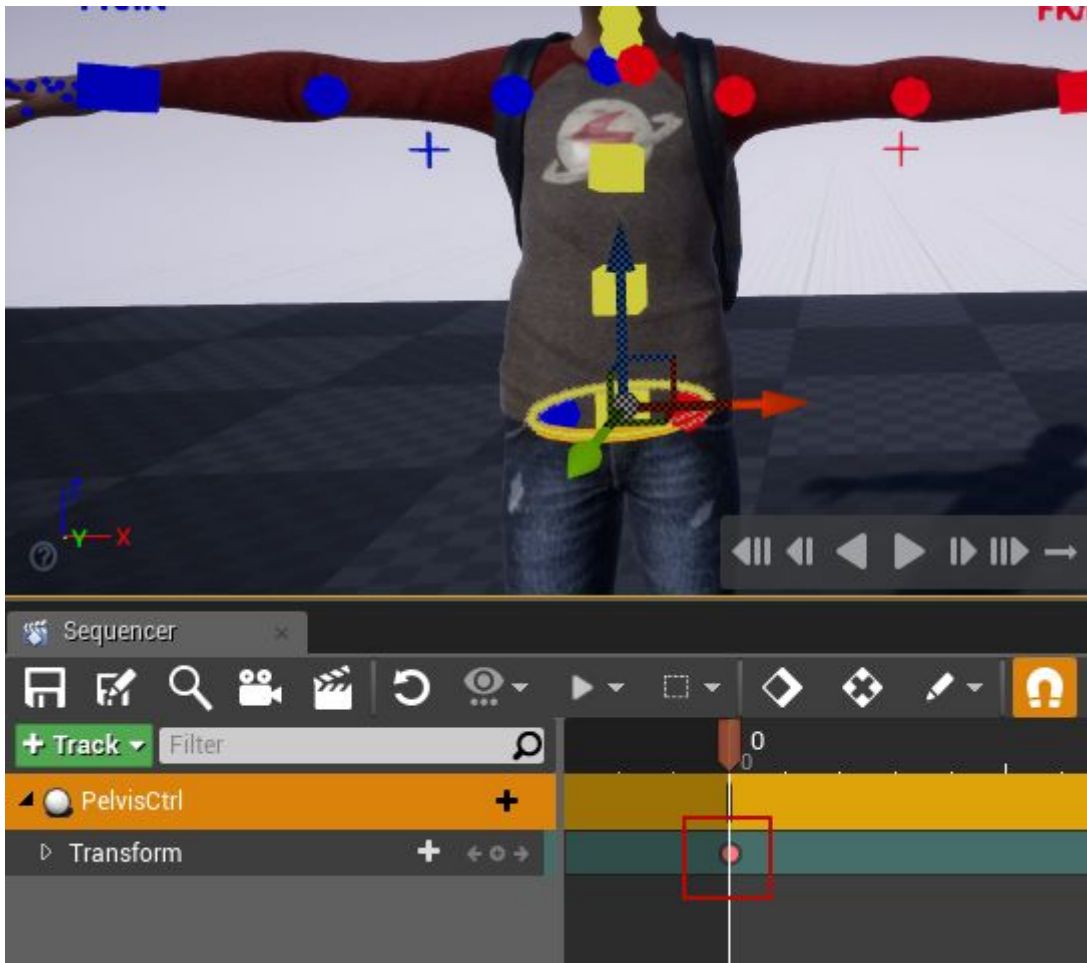 Z
Y X
?
Sequencer
+ Track Filter
0
0
PelvisCtrl
Transform